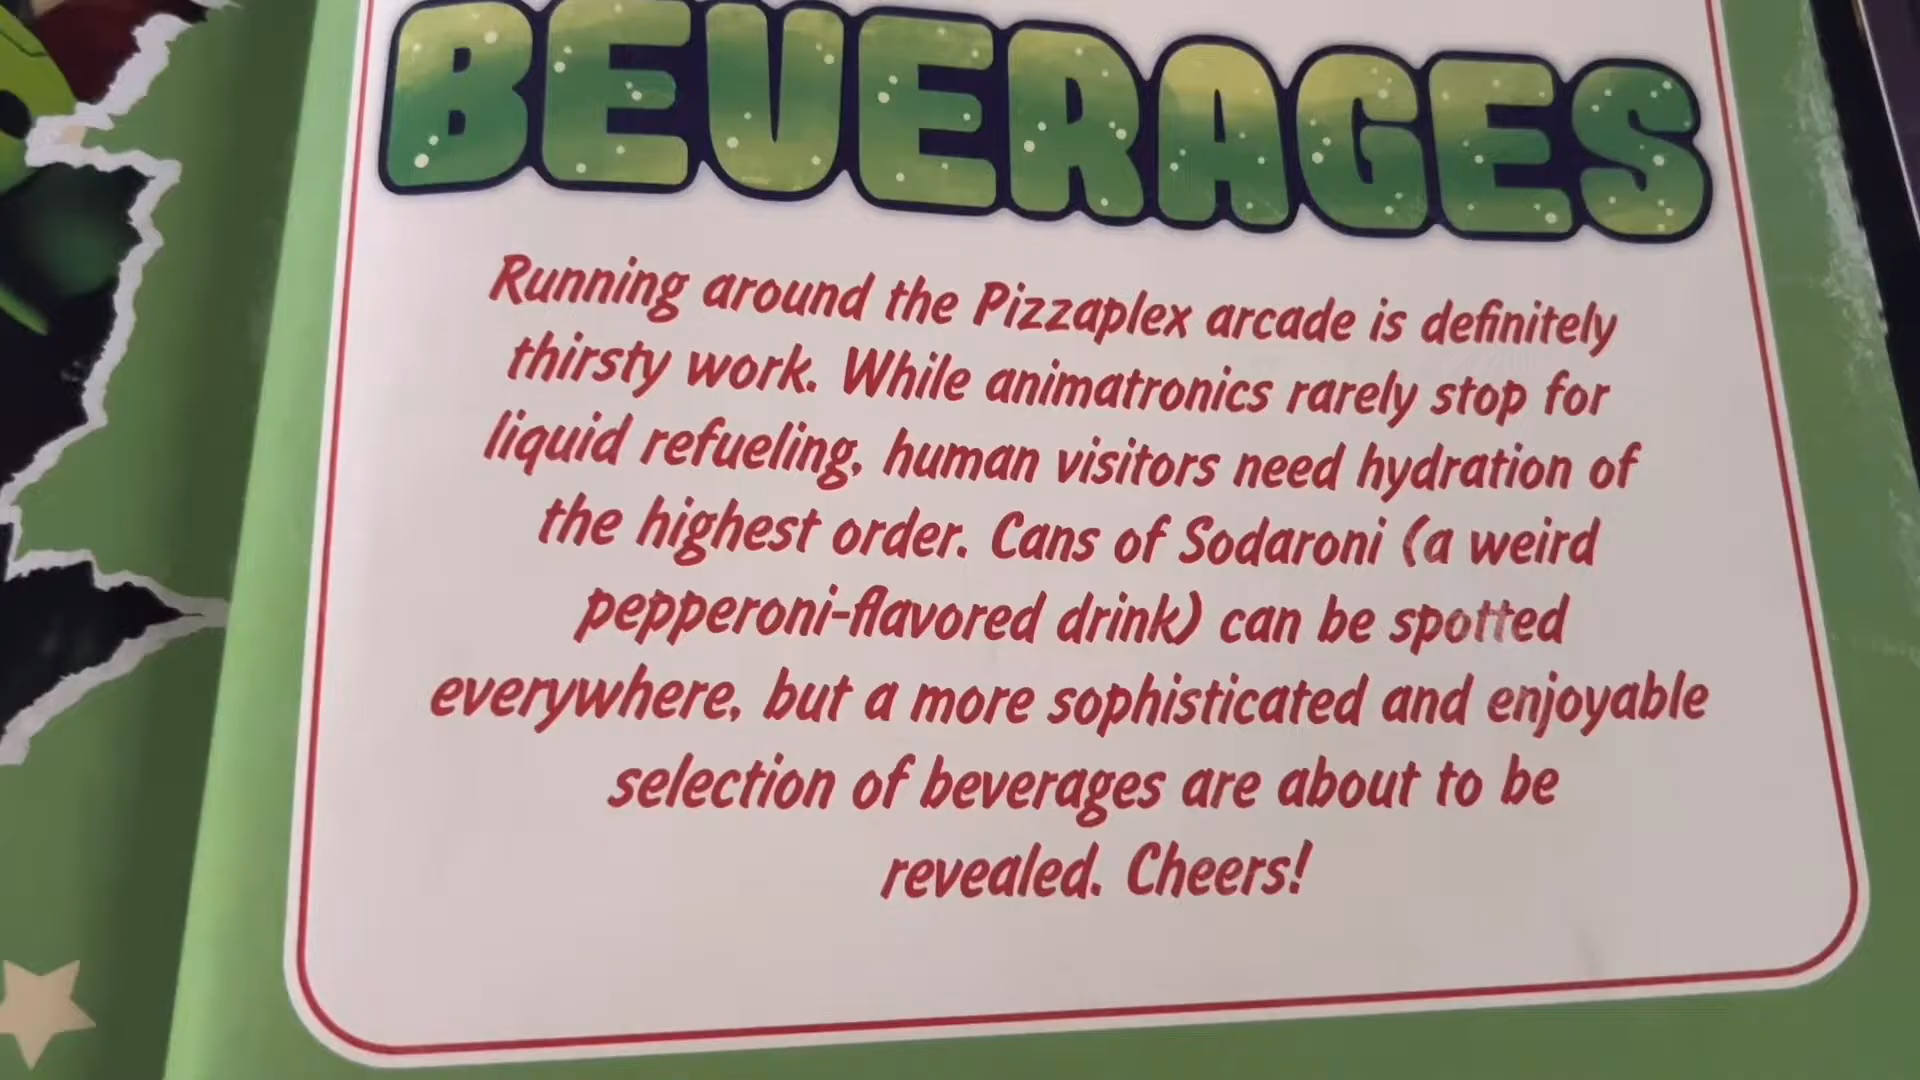 BEVERAGES
Running around the Pizzaplex arcade is definitely
thirsty work. While animatronics rarely stop for
liquid refueling, human visitors need hydration of
the highest order. Cans of Sodaroni (a weird
pepperoni-flavored drink) can be spotted
everywhere, but a more sophisticated and enjoyable
selection of beverages are about to be
revealed. Cheers!